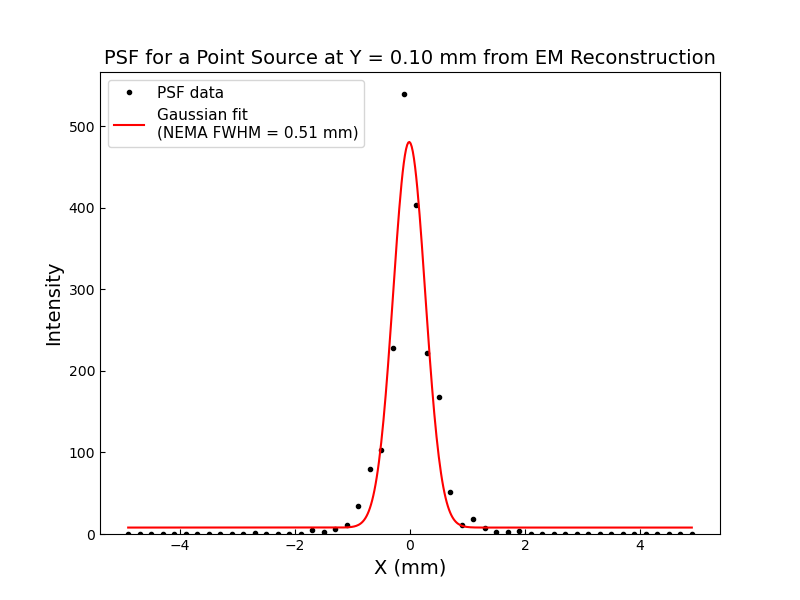 PSF for a Point Source at Y = 0.10 mm from EM Reconstruction
PSF data
Gaussian fit
(NEMA FWHM = 0.51 mm)
Intensity
500
400
300
200
100
0
−4
−2
0
2
4
X (mm)